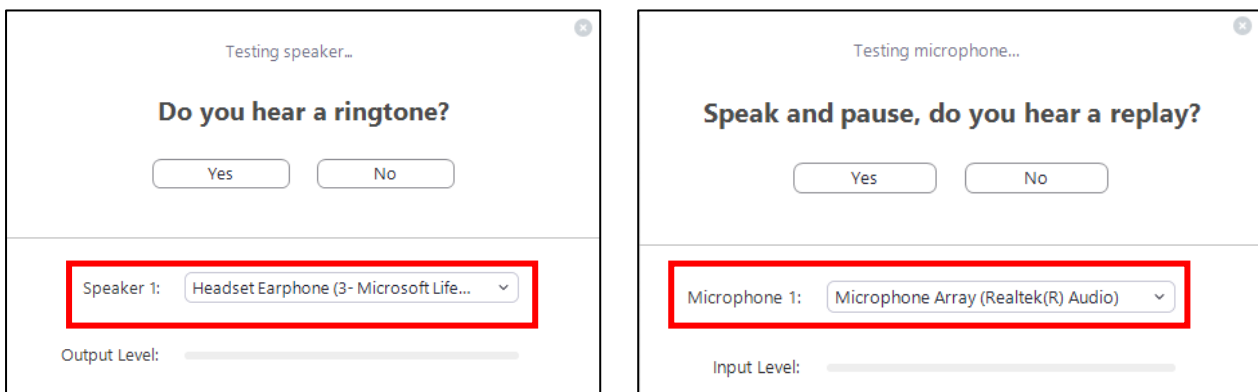 Testing speaker...
Do you hear a ringtone?
Yes No
Speaker 1: Headset Earphone (3- Microsoft Life...
Output Level:
Testing microphone...
Speak and pause, do you hear a replay?
Yes No
Microphone 1: Microphone Array (Realtek(R) Audio)
Input Level: